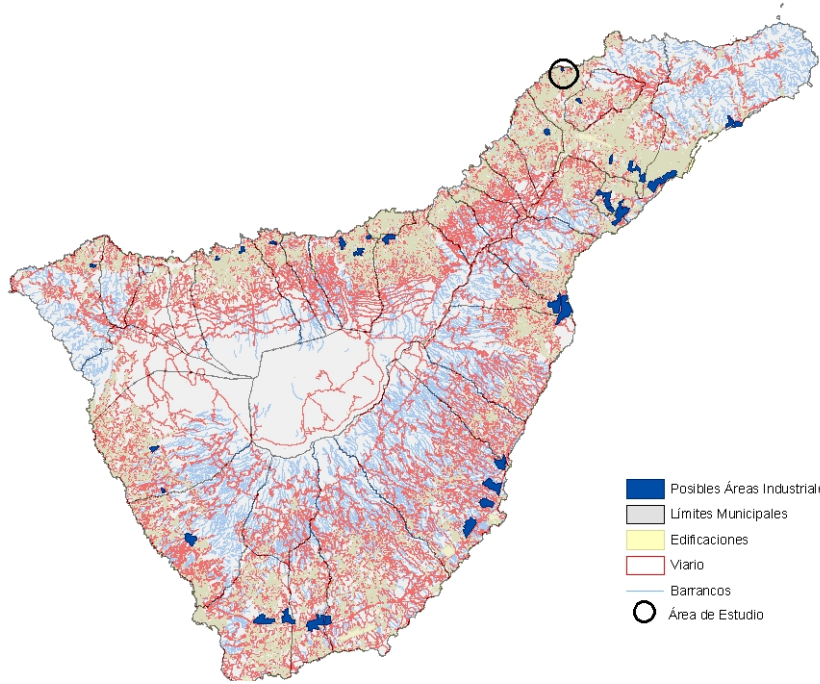 Posibles Áreas Industriale
Límites Municipales
Edificaciones
Viario
Barrancos
Área de Estudio